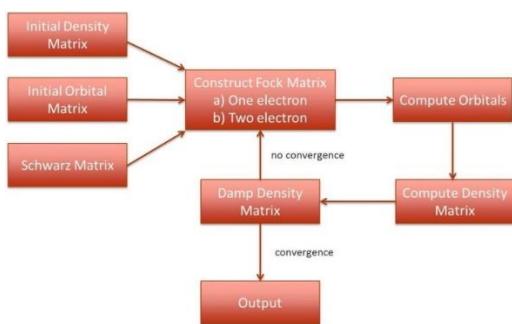 Initial Density
Matrix
Initial Orbital
Matrix
Schwarz Matrix
Construct Fock Matrix
a) One electron
b) Two electron
Compute Orbitals
no convergence
Damp Density
Matrix
Compute Density
Matrix
convergence
Output